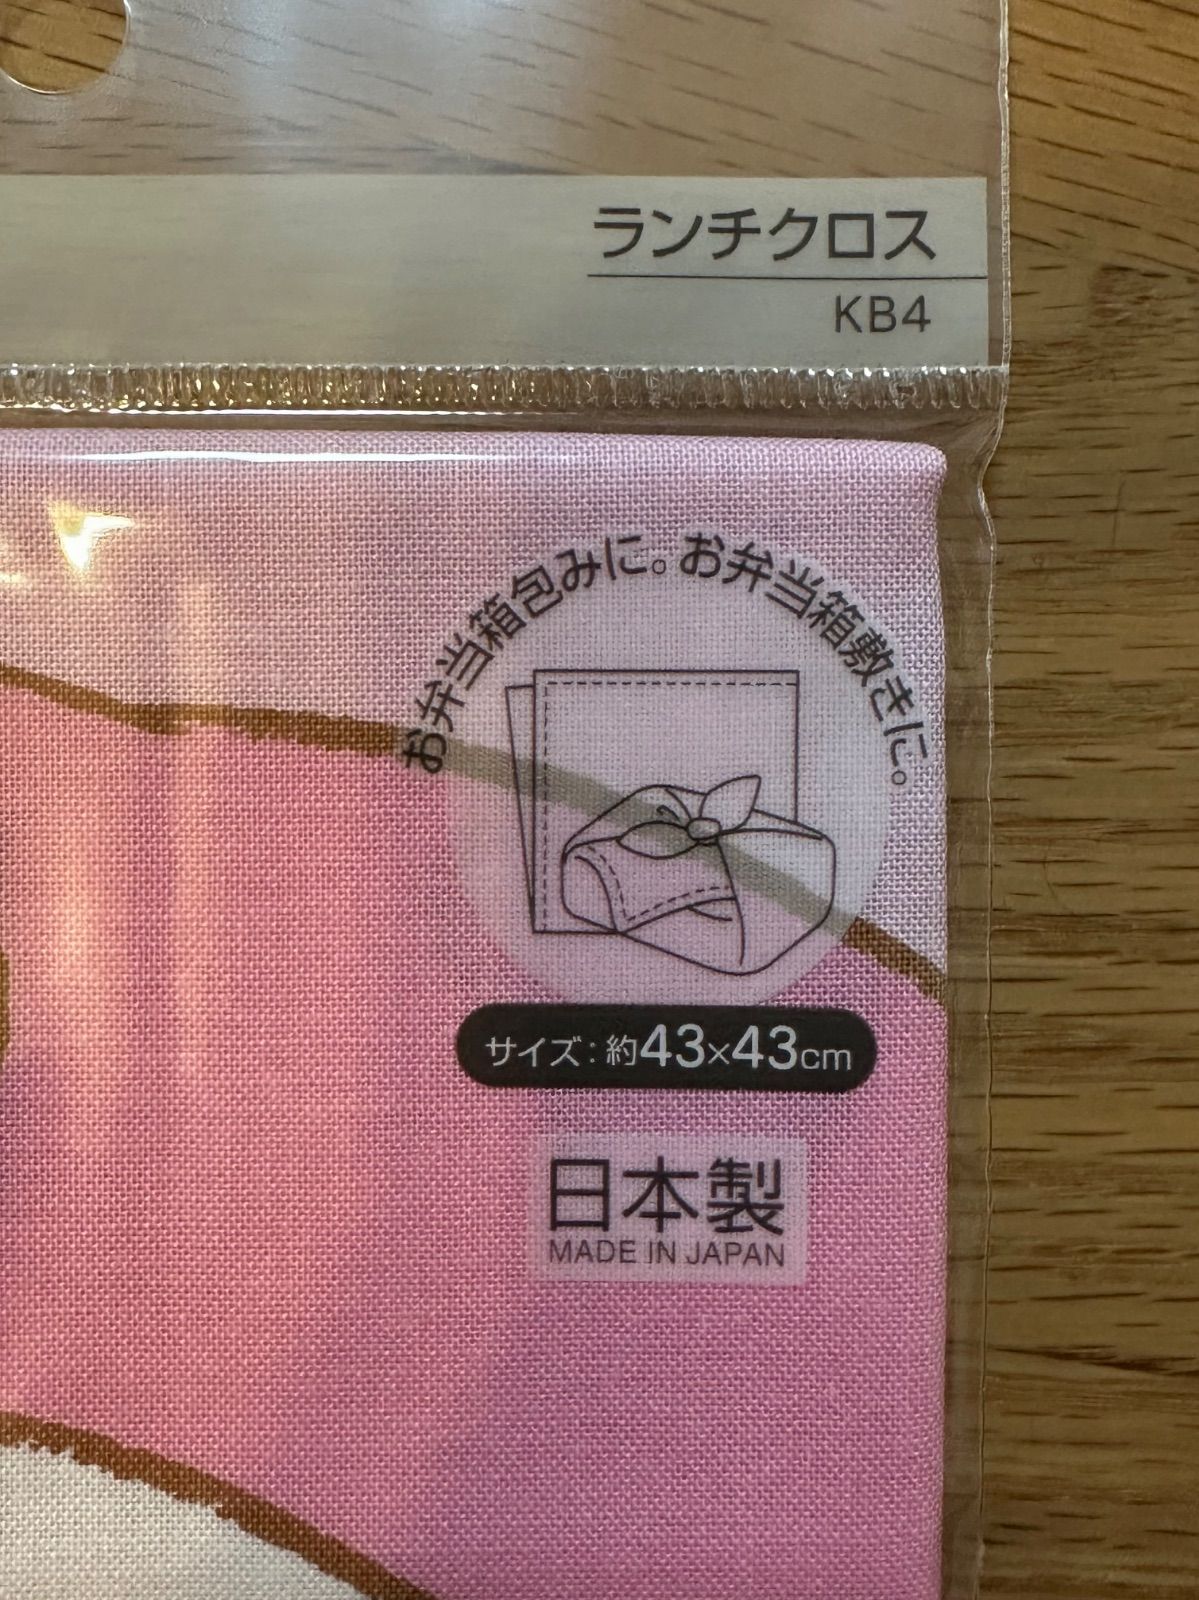 ランチクロス
KB4
お弁当箱包みに。お弁当箱敷きに。
サイズ:約43×43cm
日本製
MADE IN JAPAN